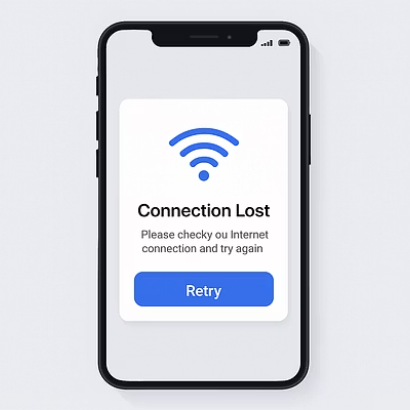 Connection Lost
Please checky ou Internet
connection and try again
Retry